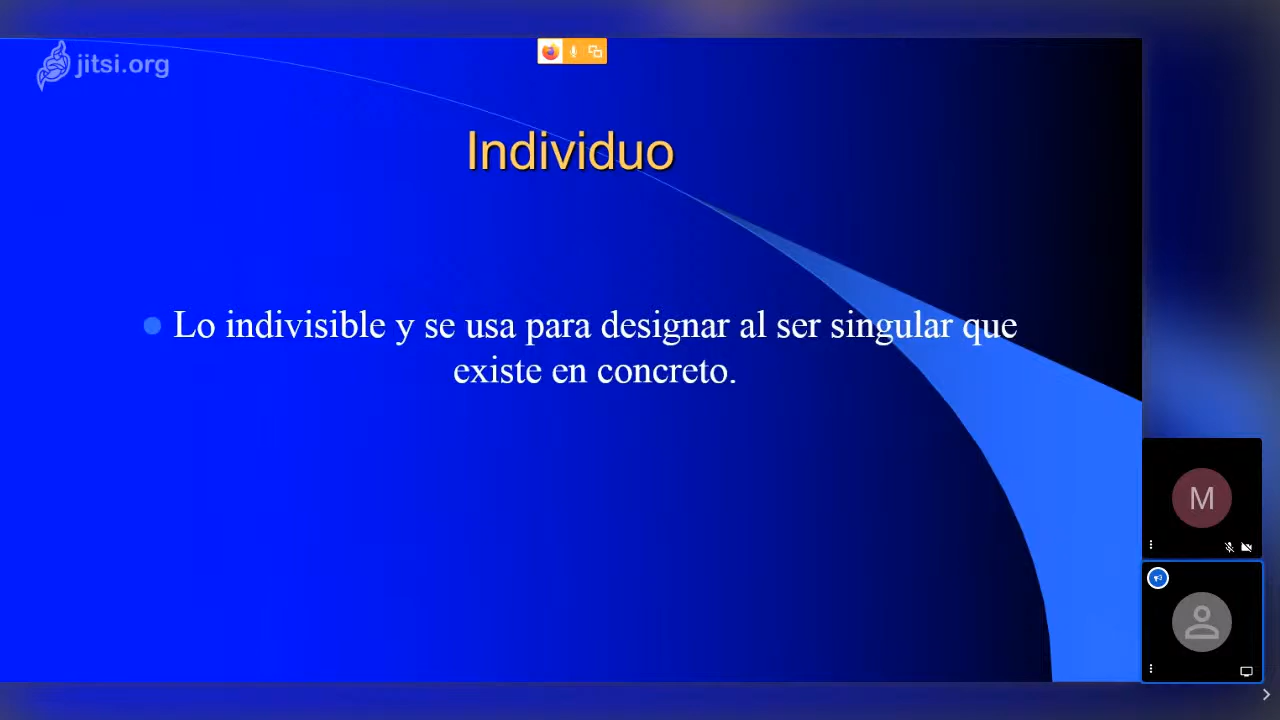 jitsi.org
Individuo
Lo indivisible y se usa para designar al ser singular que
existe en concreto.
M